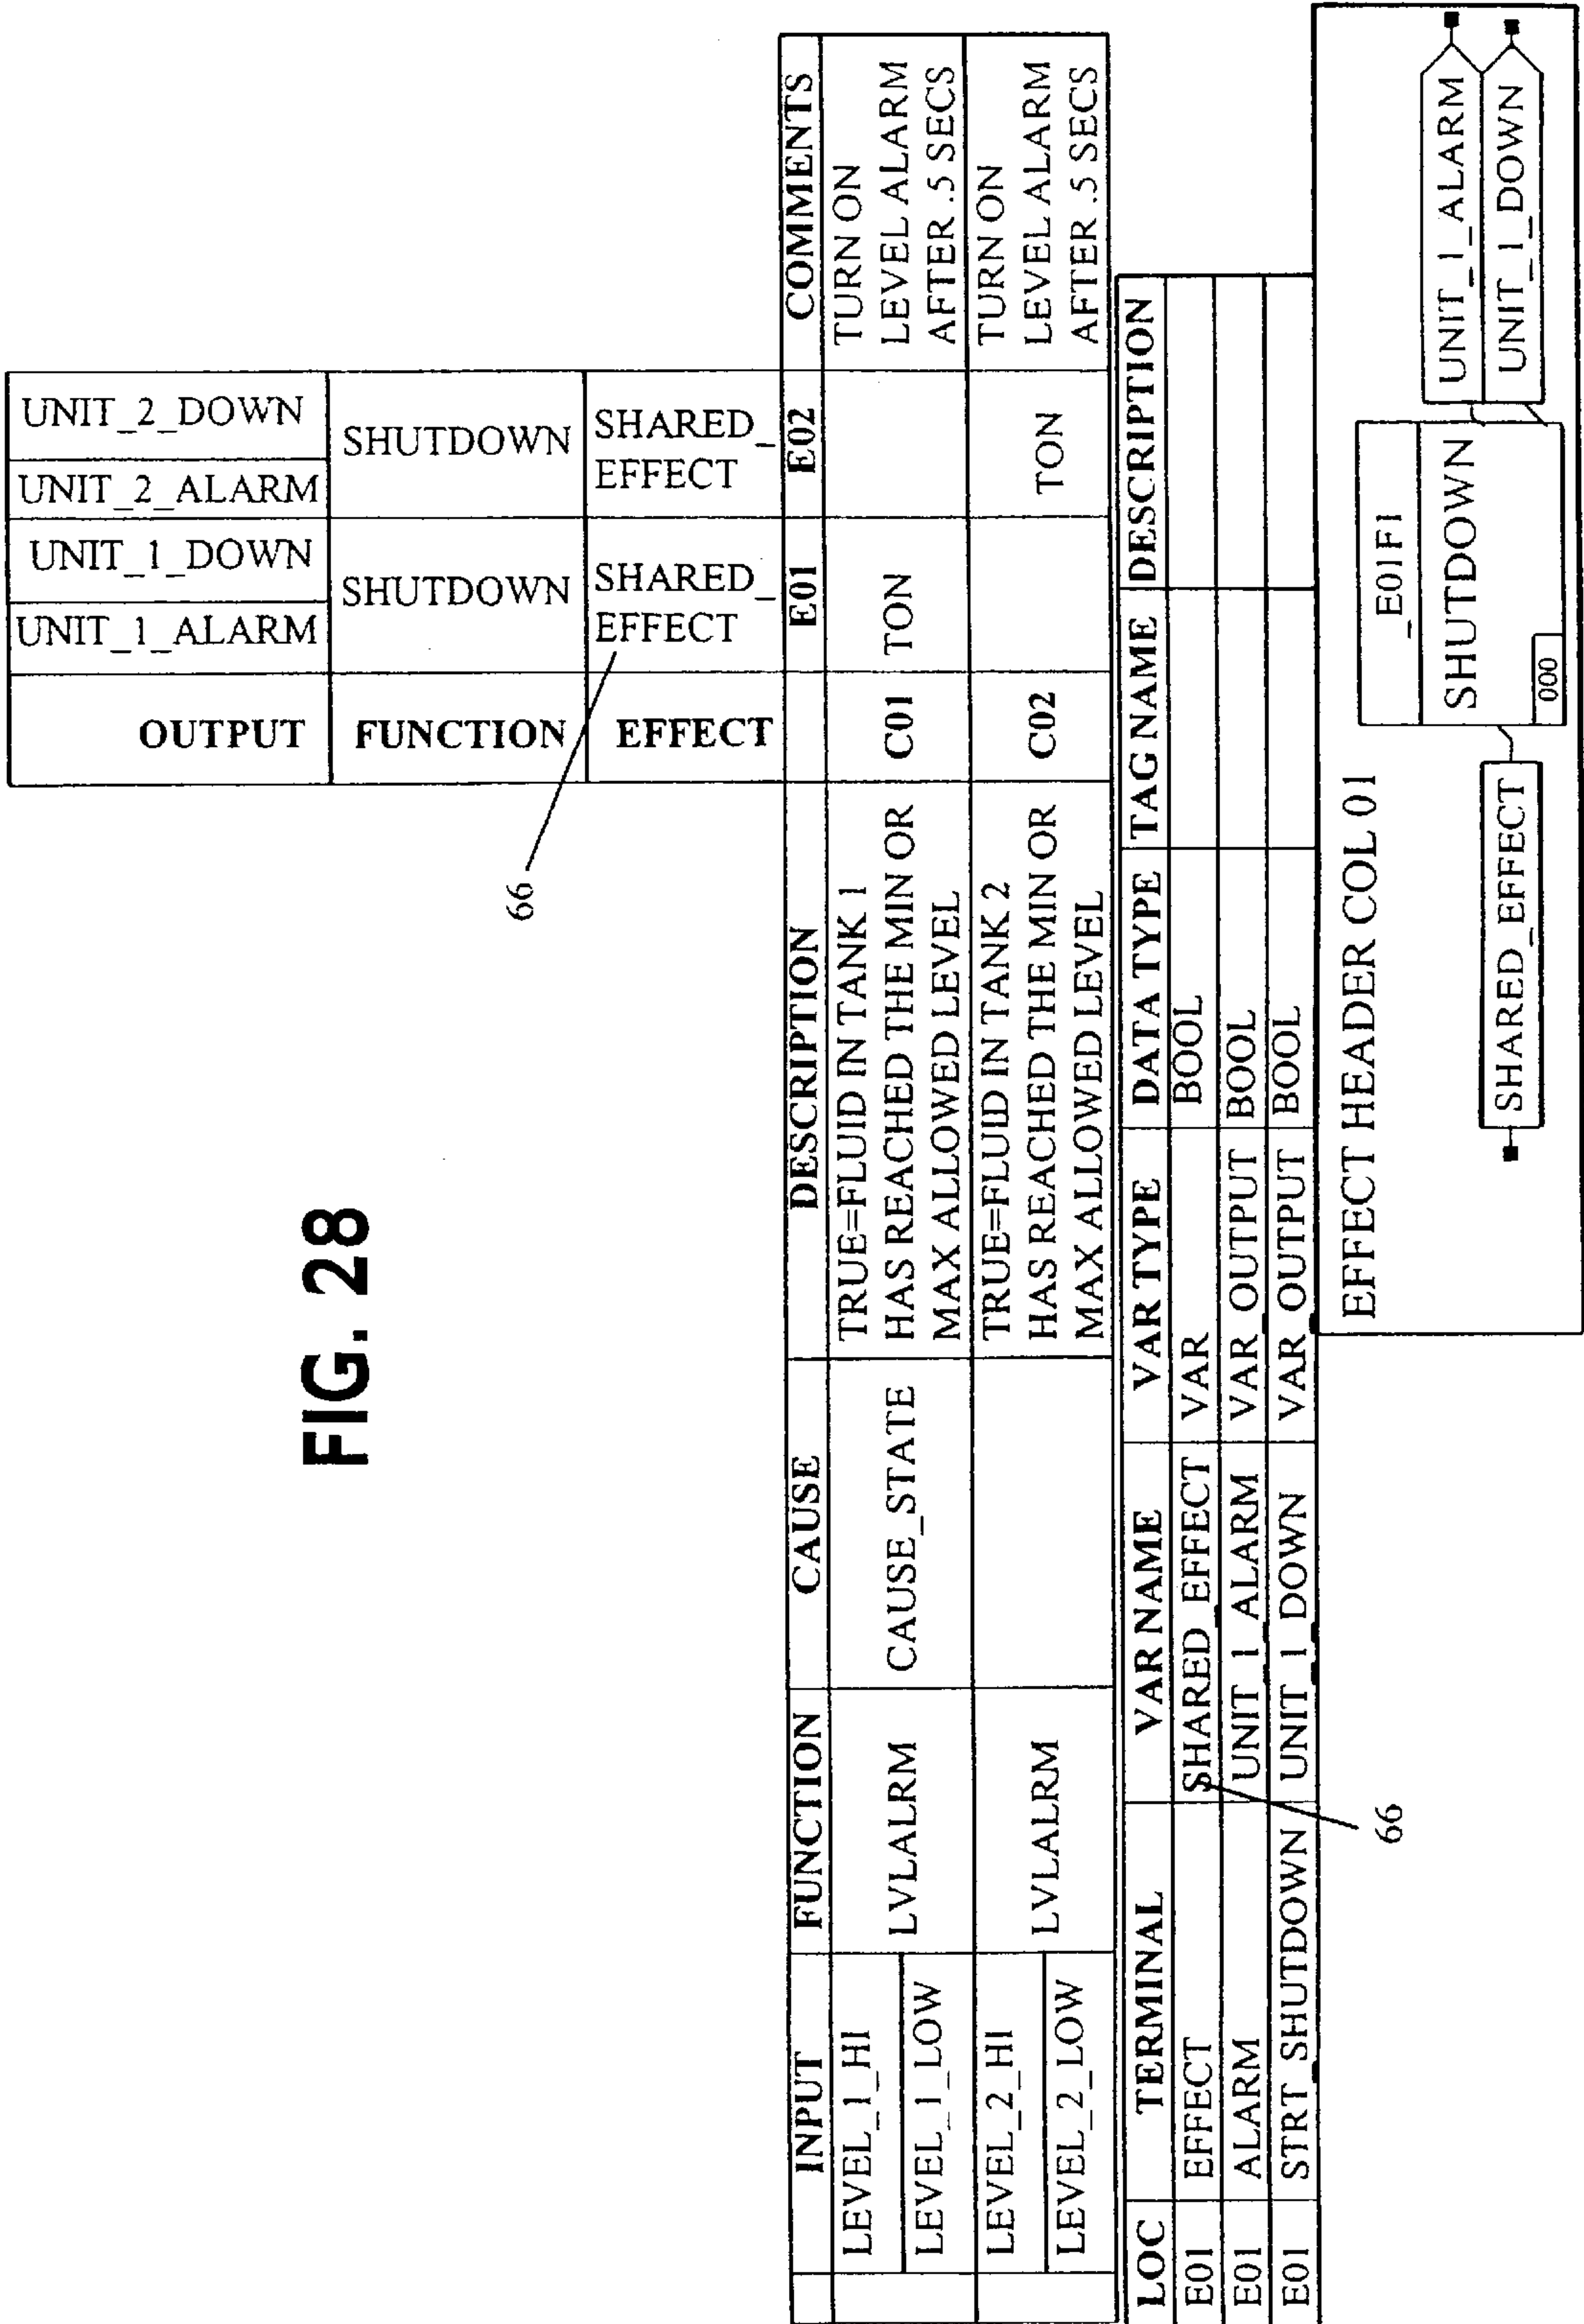 FIG. 28
OUTPUT
UNIT_1_ALARM
UNIT_1_DOWN
UNIT_2_ALARM
UNIT_2_DOWN
FUNCTION
SHUTDOWN
SHUTDOWN
EFFECT
SHARED_
EFFECT
SHARED_
EFFECT
66
INPUT FUNCTION CAUSE DESCRIPTION E01 E02 COMMENTS
LEVEL_1_HI
LEVEL_1_LOW
LVLALRM
CAUSE_STATE
TRUE=FLUID IN TANK 1
HAS REACHED THE MIN OR
MAX ALLOWED LEVEL
C01
TON
TURN ON
LEVEL ALARM
AFTER .5 SECS
LEVEL_2_HI
LEVEL_2_LOW
LVLALRM
TRUE=FLUID IN TANK 2
HAS REACHED THE MIN OR
MAX ALLOWED LEVEL
C02
TON
TURN ON
LEVEL ALARM
AFTER .5 SECS
LOC TERMINAL VAR NAME VAR TYPE DATA TYPE TAG NAME DESCRIPTION
E01 EFFECT SHARED_EFFECT VAR BOOL
E01 ALARM UNIT_1_ALARM VAR_OUTPUT BOOL
E01 STRT_SHUTDOWN UNIT_1_DOWN VAR_OUTPUT BOOL
66
EFFECT HEADER COL 01
SHARED_EFFECT
_E01F1
SHUTDOWN
000
UNIT_1_ALARM
UNIT_1_DOWN